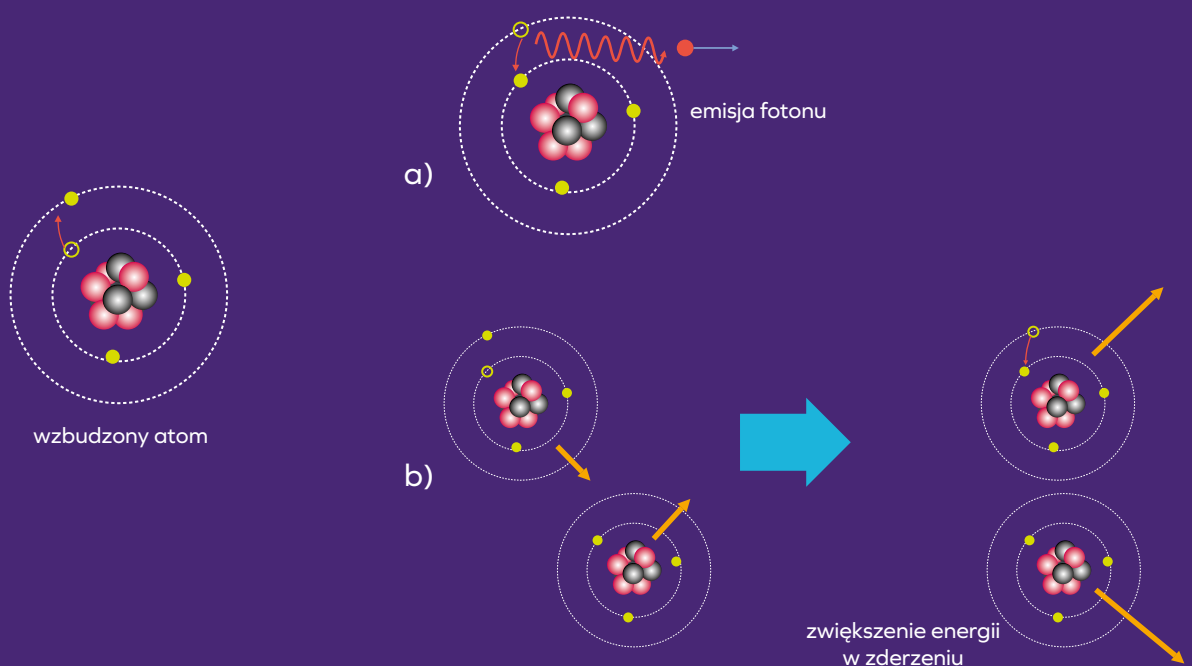 a)
emisja fotonu
wzbudzony atom
b)
zwiększenie energii
w zderzeniu